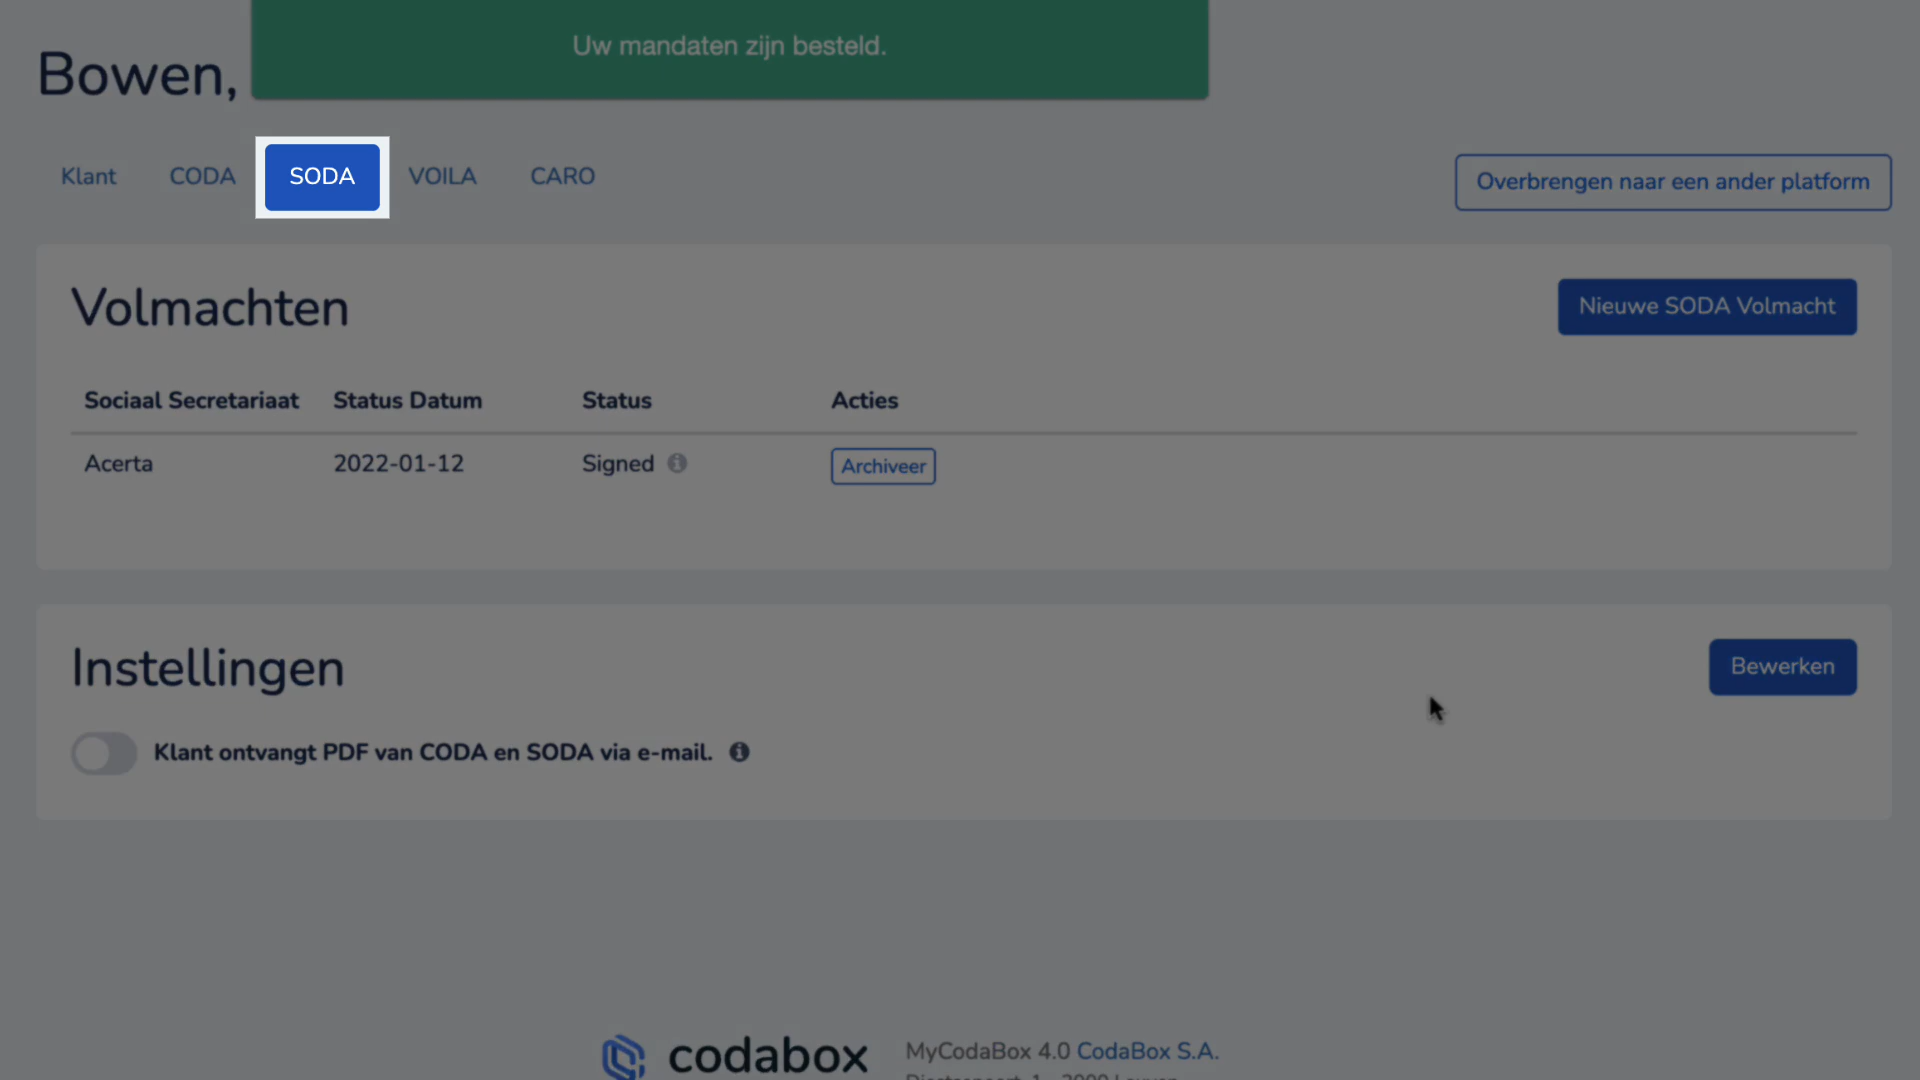 Uw mandaten zijn besteld.
Bowen,
Klant CODA SODA VOILA CARO
Overbrengen naar een ander platform
Volmachten
Nieuwe SODA Volmacht
Sociaal Secretariaat Status Datum Status Acties
Acerta 2022-01-12 Signed Archiveer
Instellingen
Bewerken
Klant ontvangt PDF van CODA en SODA via e-mail.
codabox
MyCodaBox 4.0 CodaBox S.A.